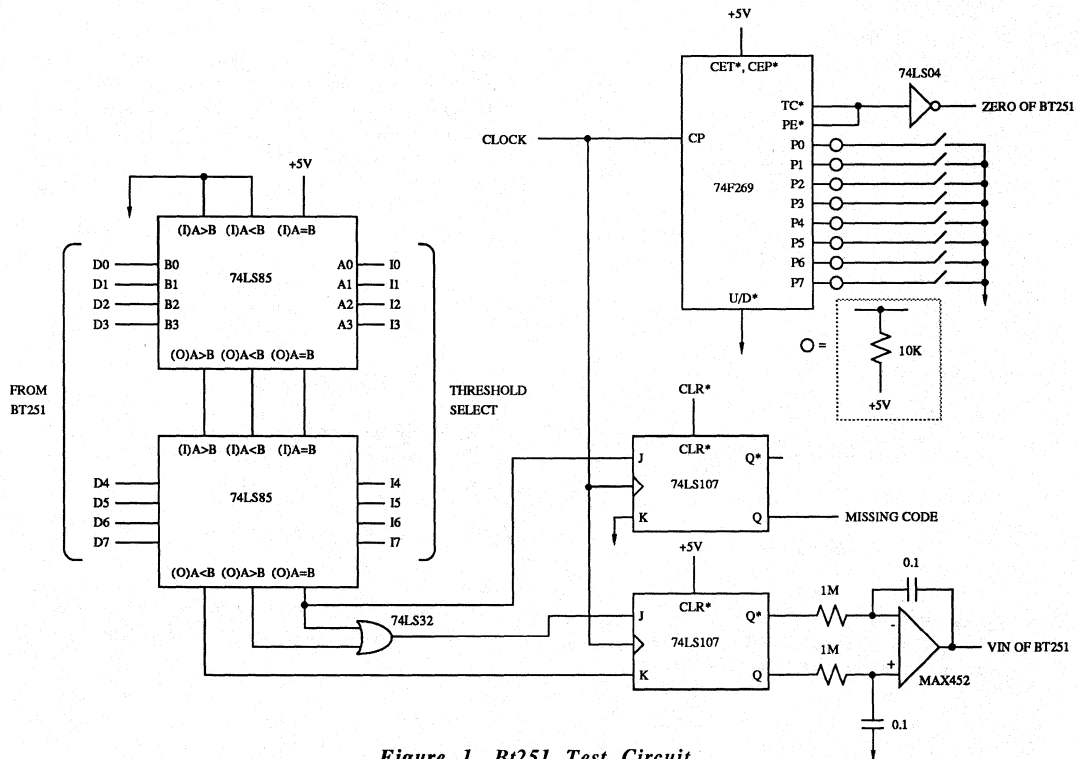 +5V
CET*, CEP*
74LS04
TC*
ZERO OF BT251
PE*
CLOCK
CP
P0
P1
P2
P3
P4
P5
P6
P7
74F269
U/D*
= 10K
+5V
+5V
(I)A>B (I)A<B (I)A=B
D0 B0 A0 I0
D1 B1 74LS85 A1 I1
D2 B2 A2 I2
D3 B3 A3 I3
(O)A>B (O)A<B (O)A=B
FROM
BT251
THRESHOLD
SELECT
(I)A>B (I)A<B (I)A=B
D4 I4
D5 74LS85 I5
D6 I6
D7 I7
(O)A<B (O)A>B (O)A=B
74LS32
CLR*
CLR*
J Q*
74LS107
K Q MISSING CODE
+5V
CLR*
J Q*
74LS107
K Q
1M
0.1
1M
-
+
MAX452
VIN OF BT251
0.1
Figure 1. Bt251 Test Circuit